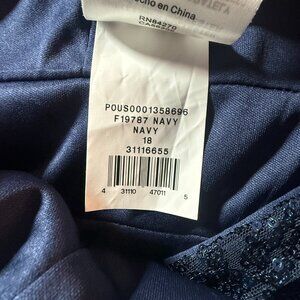 echo en China
RN84270
POUS0001358696
F19787 NAVY
NAVY
18
31116655
4 31110 47011 5